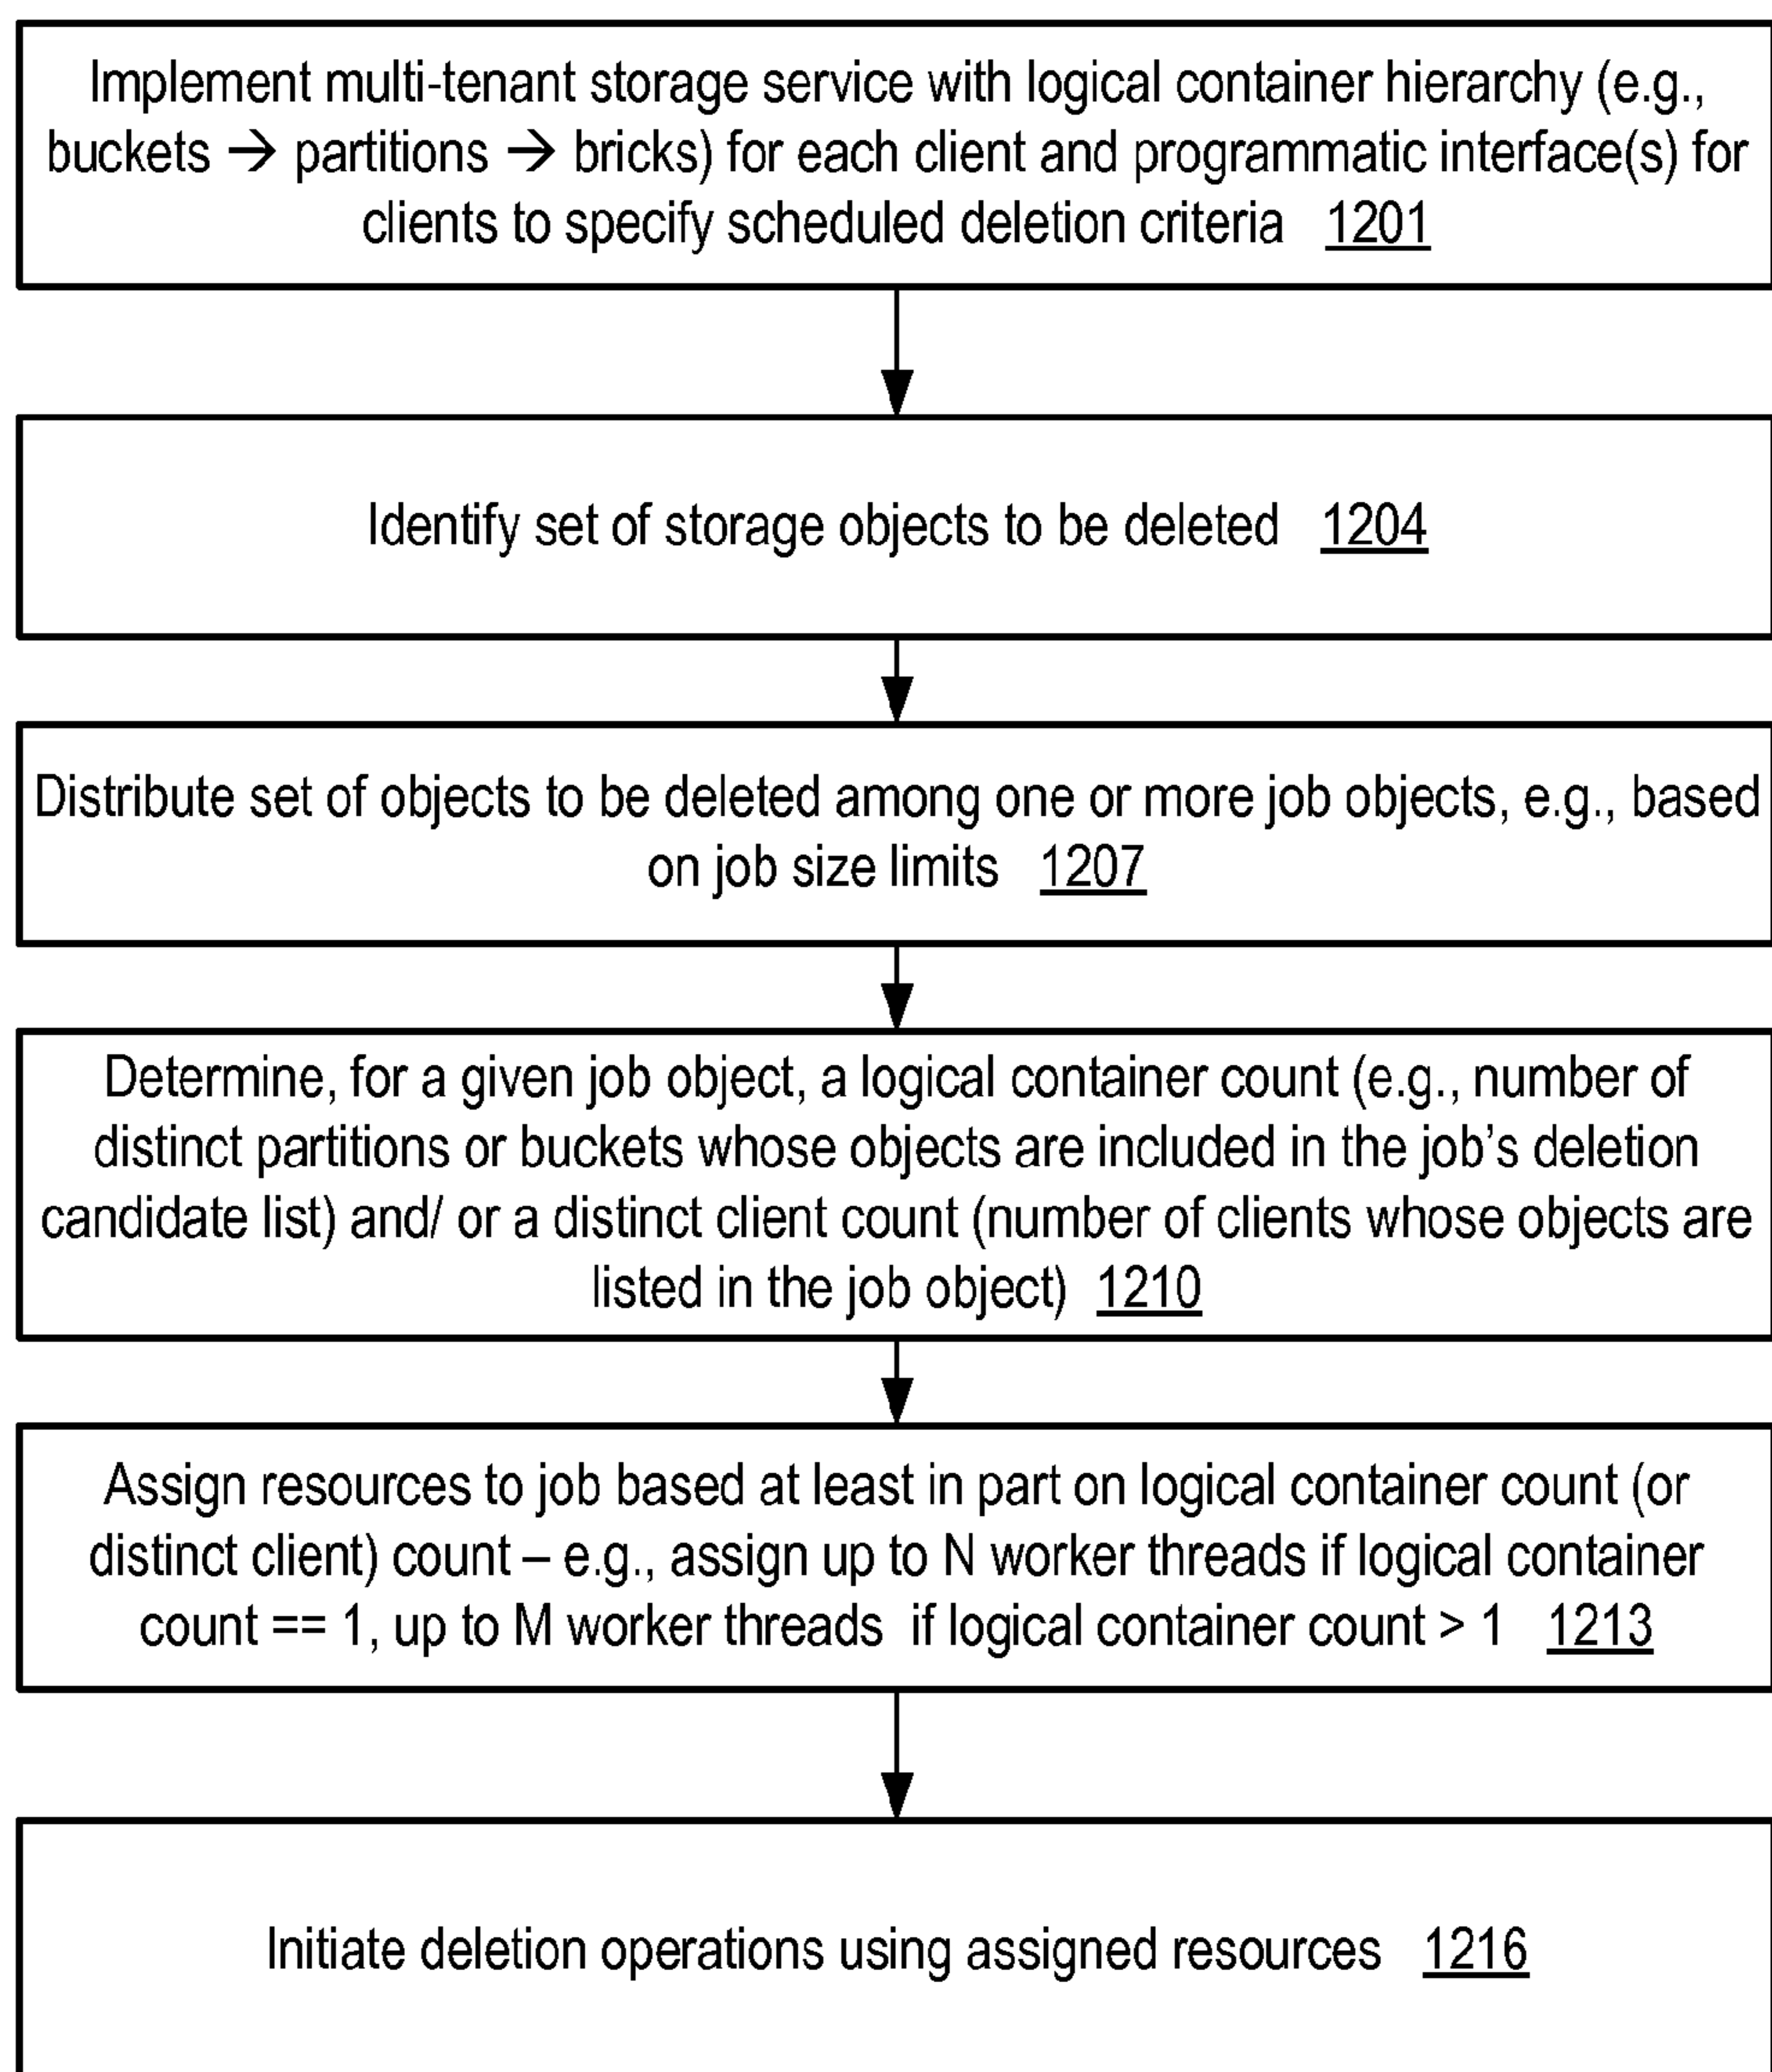 Implement multi-tenant storage service with logical container hierarchy (e.g.,
buckets → partitions → bricks) for each client and programmatic interface(s) for
clients to specify scheduled deletion criteria 1201
Identify set of storage objects to be deleted 1204
Distribute set of objects to be deleted among one or more job objects, e.g., based
on job size limits 1207
Determine, for a given job object, a logical container count (e.g., number of
distinct partitions or buckets whose objects are included in the job’s deletion
candidate list) and/ or a distinct client count (number of clients whose objects are
listed in the job object) 1210
Assign resources to job based at least in part on logical container count (or
distinct client) count – e.g., assign up to N worker threads if logical container
count == 1, up to M worker threads if logical container count > 1 1213
Initiate deletion operations using assigned resources 1216